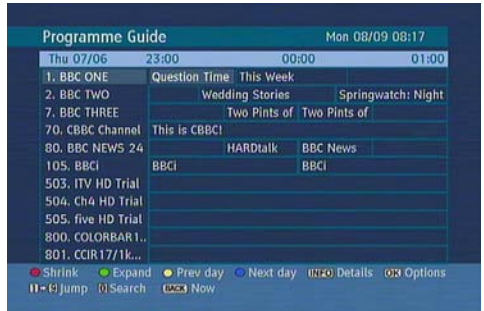 Programme Guide Mon 08/09 08:17
Thu 07/06 23:00 00:00 01:00
1. BBC ONE Question Time This Week
2. BBC TWO Wedding Stories Springwatch: Night
7. BBC THREE Two Pints of Two Pints of
70. CBBC Channel This is CBBC!
80. BBC NEWS 24 HARDtalk BBC News
105. BBCi BBCi BBCi
503. ITV HD Trial
504. Ch4 HD Trial
505. five HD Trial
800. COLORBAR1..
801. CCIR17/1k...
Shrink Expand Prev day Next day INFO Details OK Options
1-9 Jump 0 Search BACK Now